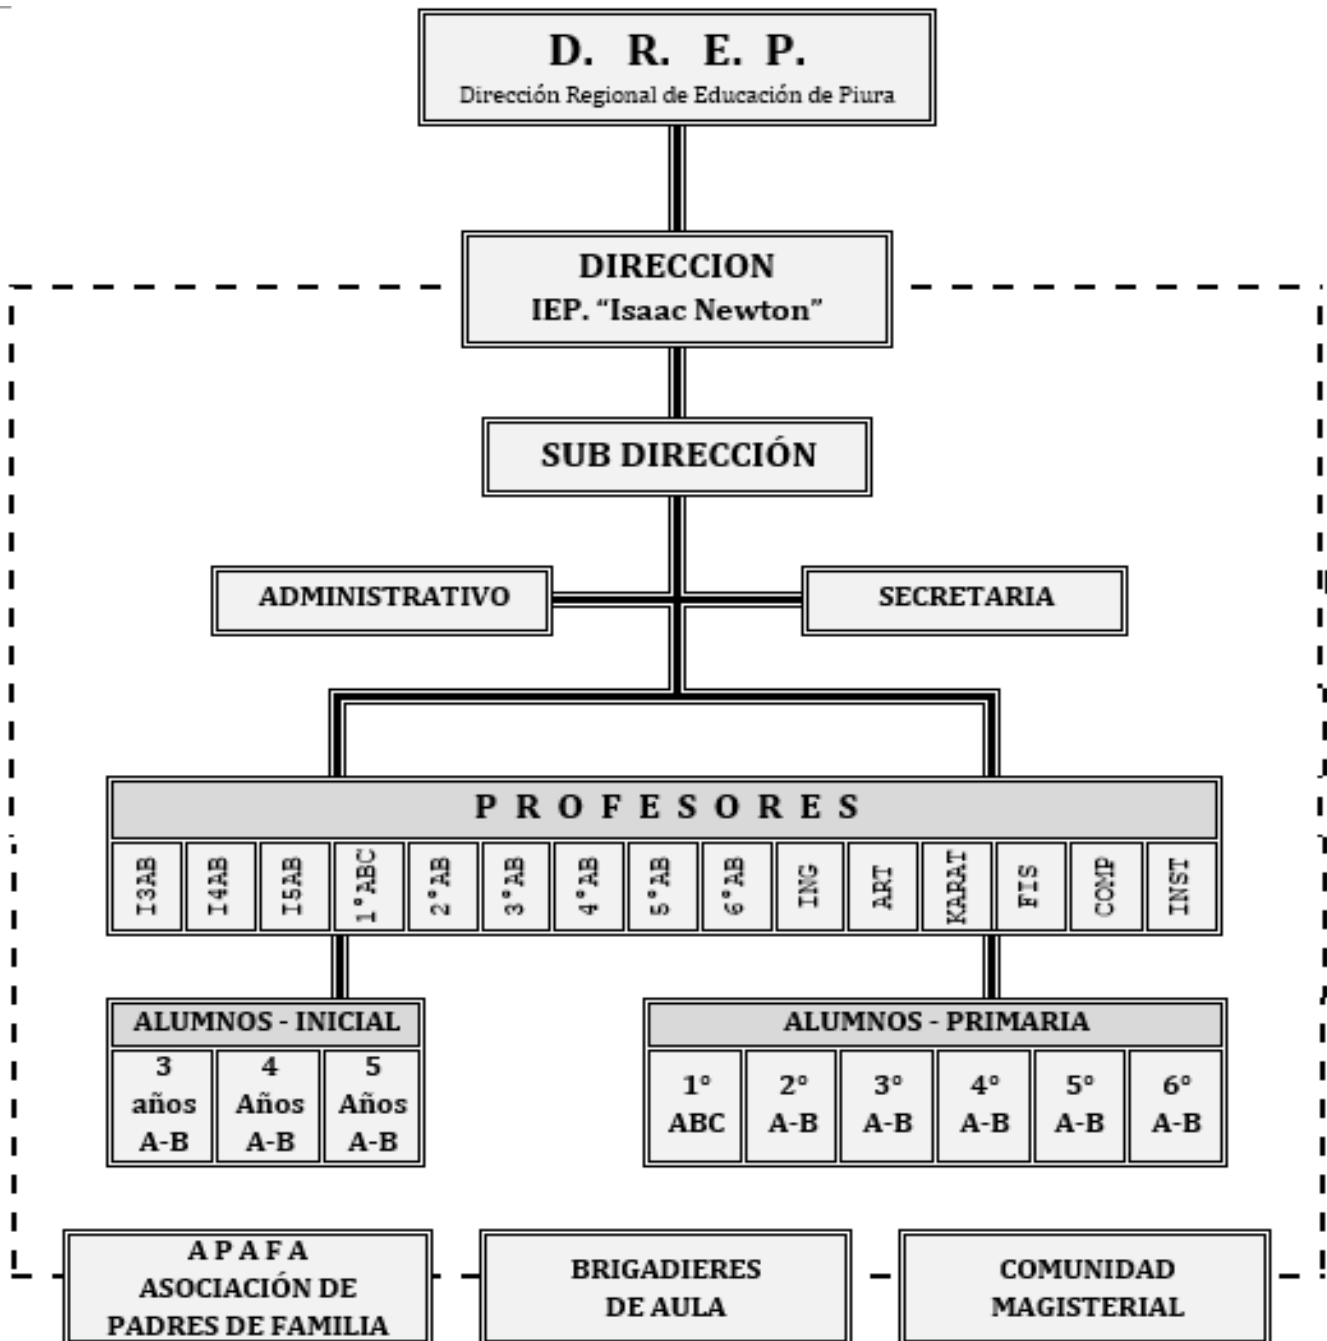 D. R. E. P.
Dirección Regional de Educación de Piura
DIRECCION
IEP. “Isaac Newton”
SUB DIRECCIÓN
ADMINISTRATIVO
SECRETARIA
P R O F E S O R E S
I3AB
I4AB
I5AB
1°ABC
2°AB
3°AB
4°AB
5°AB
6°AB
ING
ART
KARAT
FIS
COMP
INST
ALUMNOS - INICIAL
3
años
A-B
4
Años
A-B
5
Años
A-B
ALUMNOS - PRIMARIA
1°
ABC
2°
A-B
3°
A-B
4°
A-B
5°
A-B
6°
A-B
A P A F A
ASOCIACIÓN DE
PADRES DE FAMILIA
BRIGADIERES
DE AULA
COMUNIDAD
MAGISTERIAL